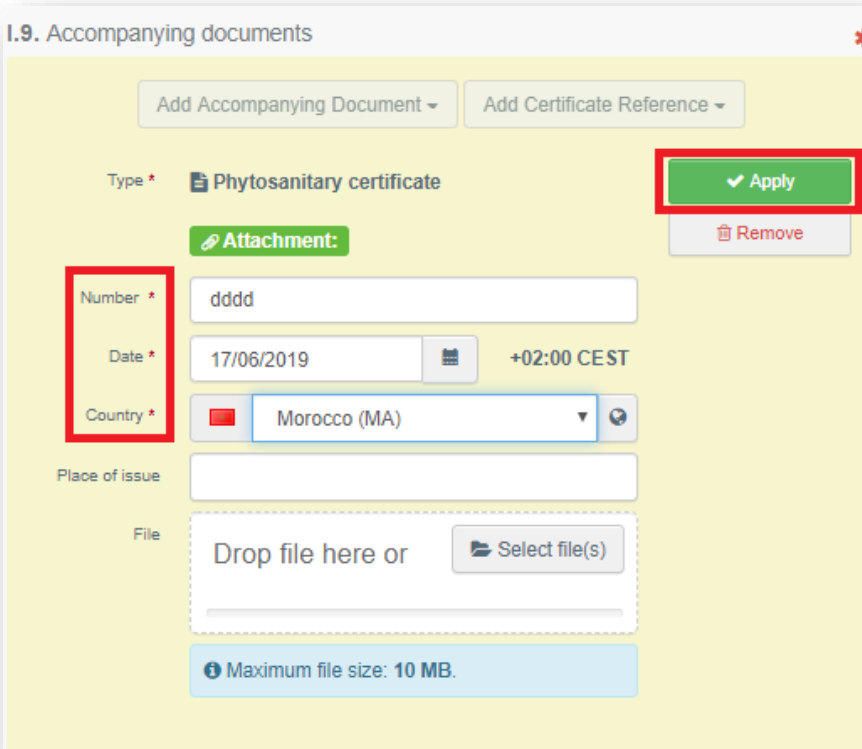 I.9. Accompanying documents *
Add Accompanying Document Add Certificate Reference
Type * Phytosanitary certificate Apply
Attachment: Remove
Number * dddd
Date * 17/06/2019 +02:00 CEST
Country * Morocco (MA)
Place of issue
File Drop file here or Select file(s)
Maximum file size: 10 MB.